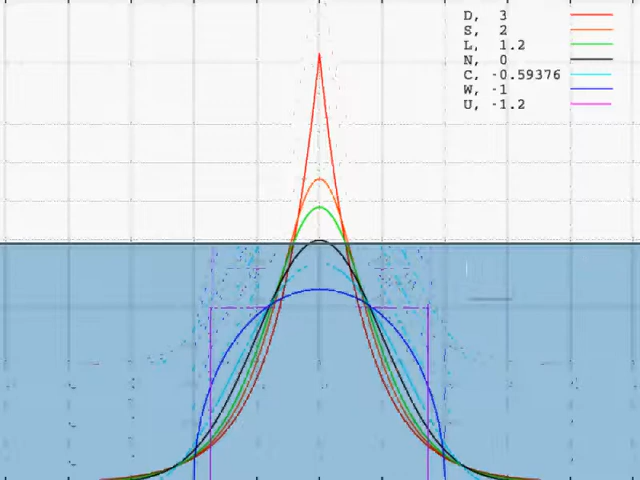 D, 3
S, 2
L, 1.2
N, 0
C, -0.59376
W, -1
U, -1.2